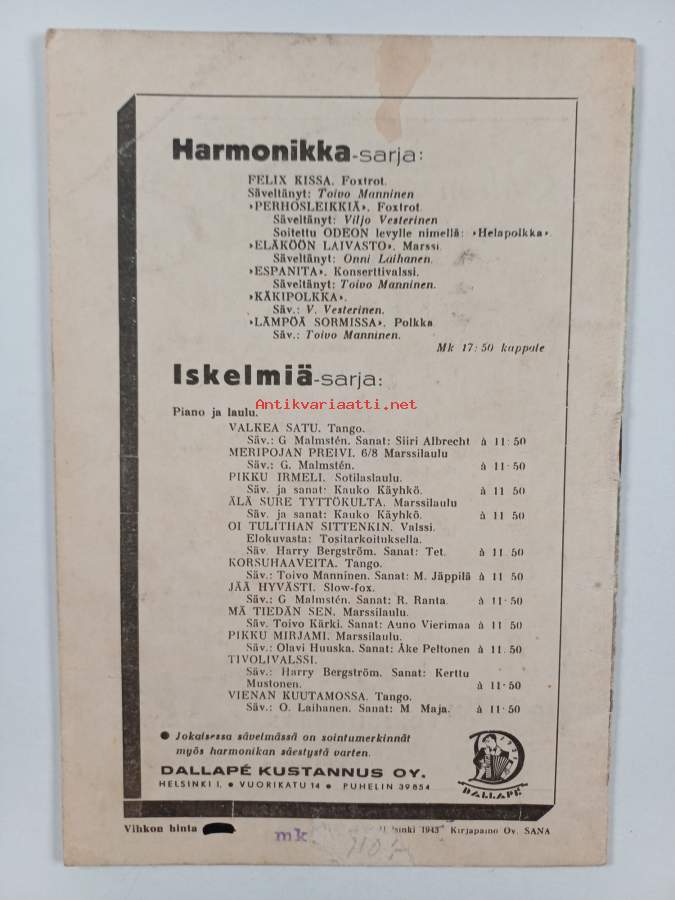 Harmonikka-sarja:
FELIX KISSA. Foxtrot.
Säveltänyt: Toivo Manninen
»PERHOSLEIKKIÄ». Foxtrot.
Säveltänyt: Viljo Vesterinen
Soitettu ODEON levylle nimellä: »Helapolkka».
»ELÄKÖÖN LAIVASTO». Marssi.
Säveltänyt: Onni Laihanen.
»ESPANITA». Konserttivalssi.
Säveltänyt: Toivo Manninen.
»KÄKIPOLKKA».
Säv.: V. Vesterinen.
»LÄMPÖÄ SORMISSA». Polkka
Säv.: Toivo Manninen.
Mk 17:50 kappale
Iskelmiä-sarja:
Antikvariaatti.net
Piano ja laulu.
VALKEA SATU. Tango.
Säv.: G Malmstén. Sanat: Siiri Albrecht à 11:50
MERIPOJAN PREIVI. 6/8 Marssilaulu
Säv.: G. Malmstén. à 11:50
PIKKU IRMELI. Sotilaslaulu.
Säv. ja sanat: Kauko Käyhkö. à 11 50
ÄLÄ SURE TYTTÖKULTA. Marssilaulu
Säv. ja sanat: Kauko Käyhkö. à 11 50
OI TULITHAN SITTENKIN. Valssi.
Elokuvasta: Tositarkoituksella.
Säv. Harry Bergström. Sanat: Tet. à 11.50
KORSUHAAVEITA. Tango.
Säv.: Toivo Manninen. Sanat: M. Jäppilä à 11 50
JÄÄ HYVÄSTI. Slow-fox.
Säv.: G Malmstén. Sanat: R. Ranta. à 11·50
MÄ TIEDÄN SEN. Marssilaulu.
Säv. Toivo Kärki. Sanat: Auno Vierimaa à 11 50
PIKKU MIRJAMI. Marssilaulu.
Säv.: Olavi Huuska. Sanat: Åke Peltonen à 11.50
TIVOLIVALSSI.
Säv.: Harry Bergström. Sanat: Kerttu
Mustonen. à 11·50
VIENAN KUUTAMOSSA. Tango.
Säv.: O. Laihanen. Sanat: M Maja. à 11·50
● Jokaisessa sävelmässä on sointumerkinnät
myös harmonikan säestystä varten.
DALLAPÉ KUSTANNUS OY.
HELSINKI I. ● VUORIKATU 14 ● PUHELIN 39854
DALLAPÉ
Vihkon hinta
mk.
1943 Kirjapaino Oy. SANA